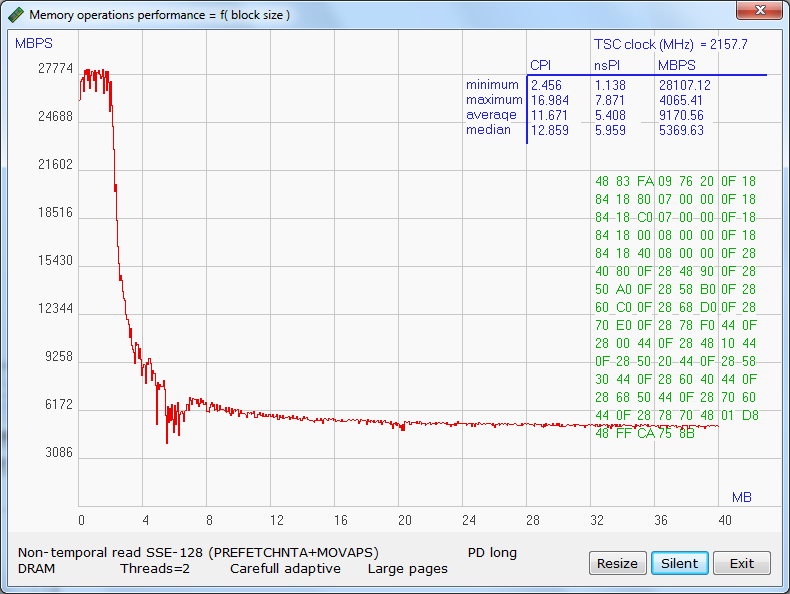 Memory operations performance = f( block size )
MBPS
TSC clock (MHz) = 2157.7
CPI nsPI MBPS
minimum 2.456 1.138 28107.12
maximum 16.984 7.871 4065.41
average 11.671 5.408 9170.56
median 12.859 5.959 5369.63
27774
24688
21602
18516
15430
12344
9258
6172
3086
48 83 FA 09 76 20 0F 18
84 18 80 07 00 00 0F 18
84 18 C0 07 00 00 0F 18
84 18 00 08 00 00 0F 18
84 18 40 08 00 00 0F 28
40 80 0F 28 48 90 0F 28
50 A0 0F 28 58 B0 0F 28
60 C0 0F 28 68 D0 0F 28
70 E0 0F 28 78 F0 44 0F
28 00 44 0F 28 48 10 44
0F 28 50 20 44 0F 28 58
30 44 0F 28 60 40 44 0F
28 68 50 44 0F 28 70 60
44 0F 28 78 70 48 01 D8
48 FF CA 75 8B
MB
0 4 8 12 16 20 24 28 32 36 40
Non-temporal read SSE-128 (PREFETCHNTA+MOVAPS) PD long
DRAM Threads=2 Carefull adaptive Large pages
Resize Silent Exit